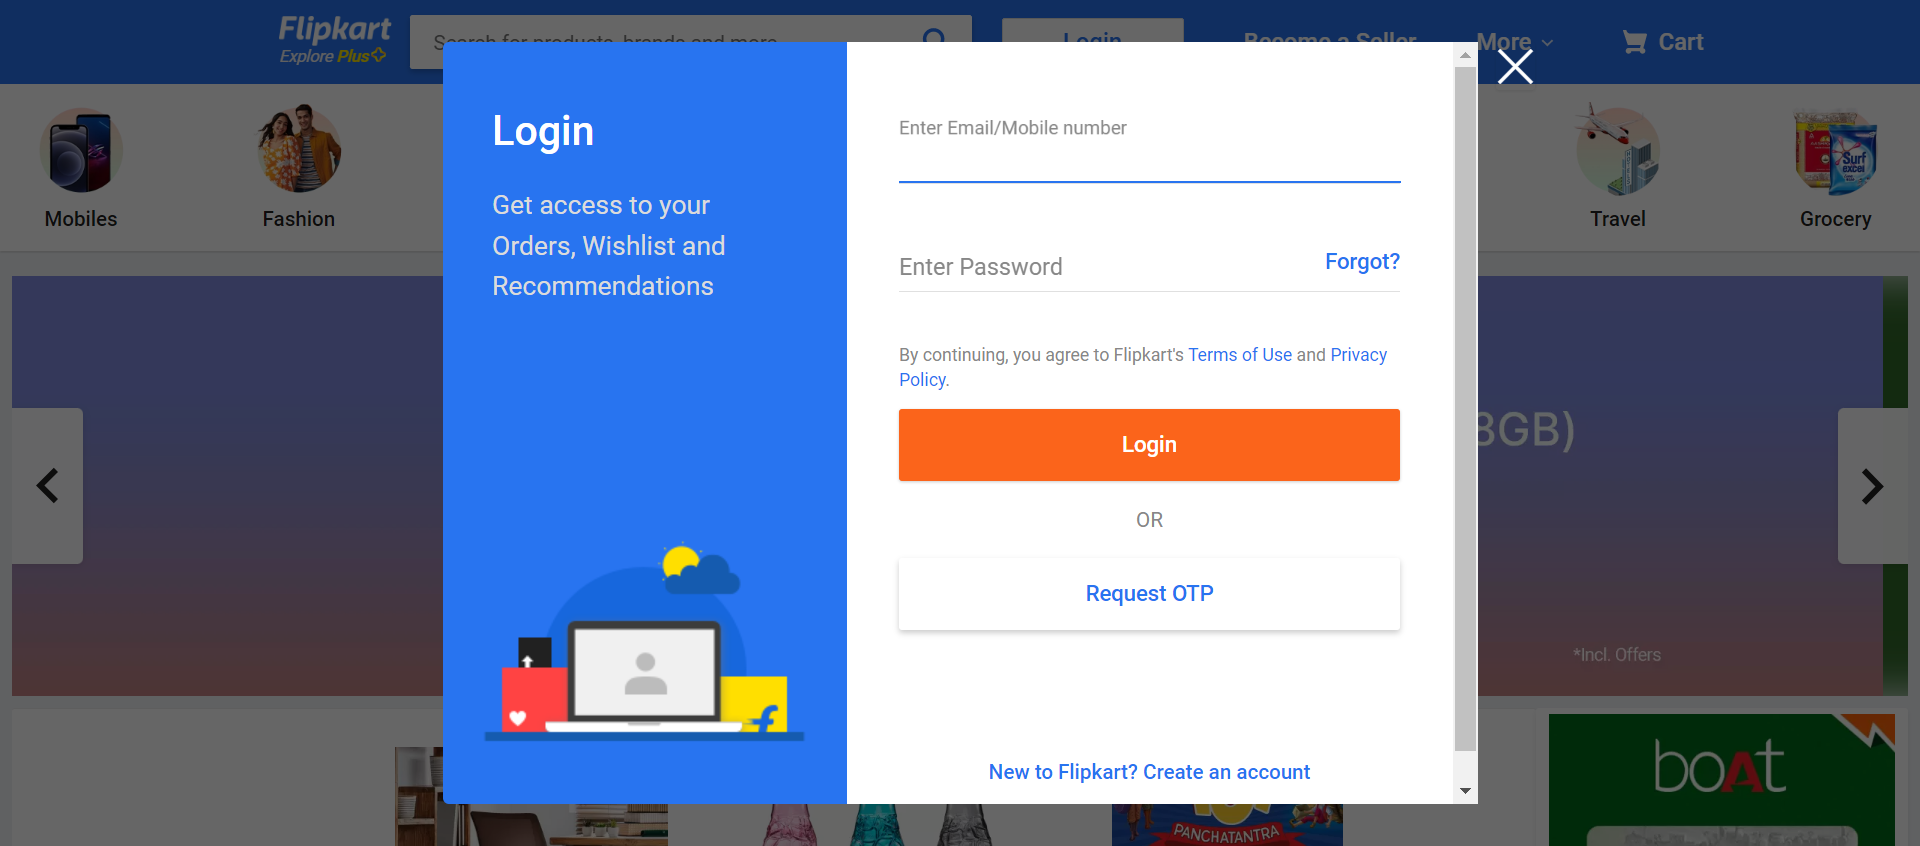 Flipkart
Explore Plus
Search for products, brands and more
Login
Become a Seller
More
Cart
Mobiles
Fashion
Travel
Surf
excel
Grocery
Login
Get access to your
Orders, Wishlist and
Recommendations
Enter Email/Mobile number
Enter Password
Forgot?
By continuing, you agree to Flipkart's Terms of Use and Privacy
Policy.
Login
OR
Request OTP
New to Flipkart? Create an account
8GB)
*Incl. Offers
boAt
PANCHATANTRA